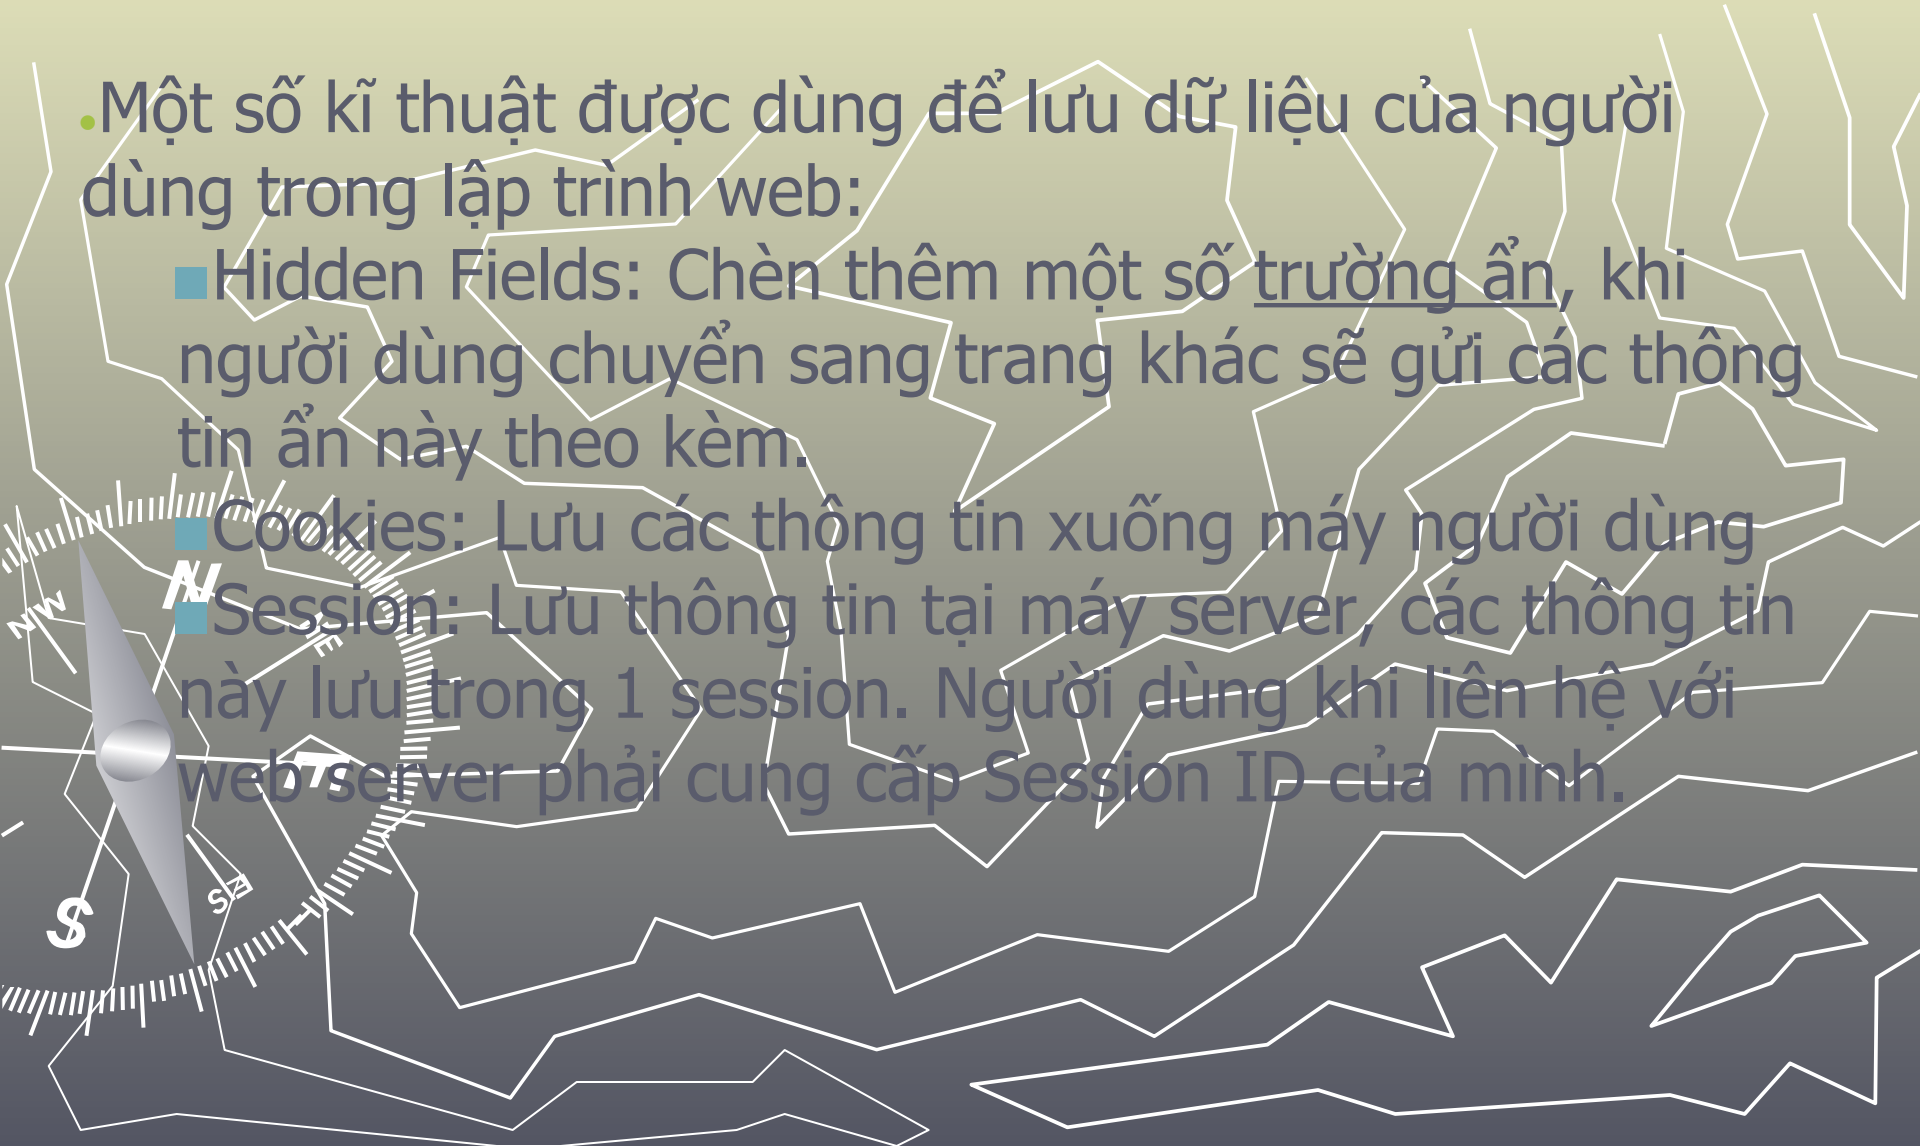 •Một số kĩ thuật được dùng để lưu dữ liệu của người
dùng trong lập trình web:
■Hidden Fields: Chèn thêm một số trường ẩn, khi
người dùng chuyển sang trang khác sẽ gửi các thông
tin ẩn này theo kèm.
■Cookies: Lưu các thông tin xuống máy người dùng
■Session: Lưu thông tin tại máy server, các thông tin
này lưu trong 1 session. Người dùng khi liên hệ với
web server phải cung cấp Session ID của mình.
N
NW
E
S